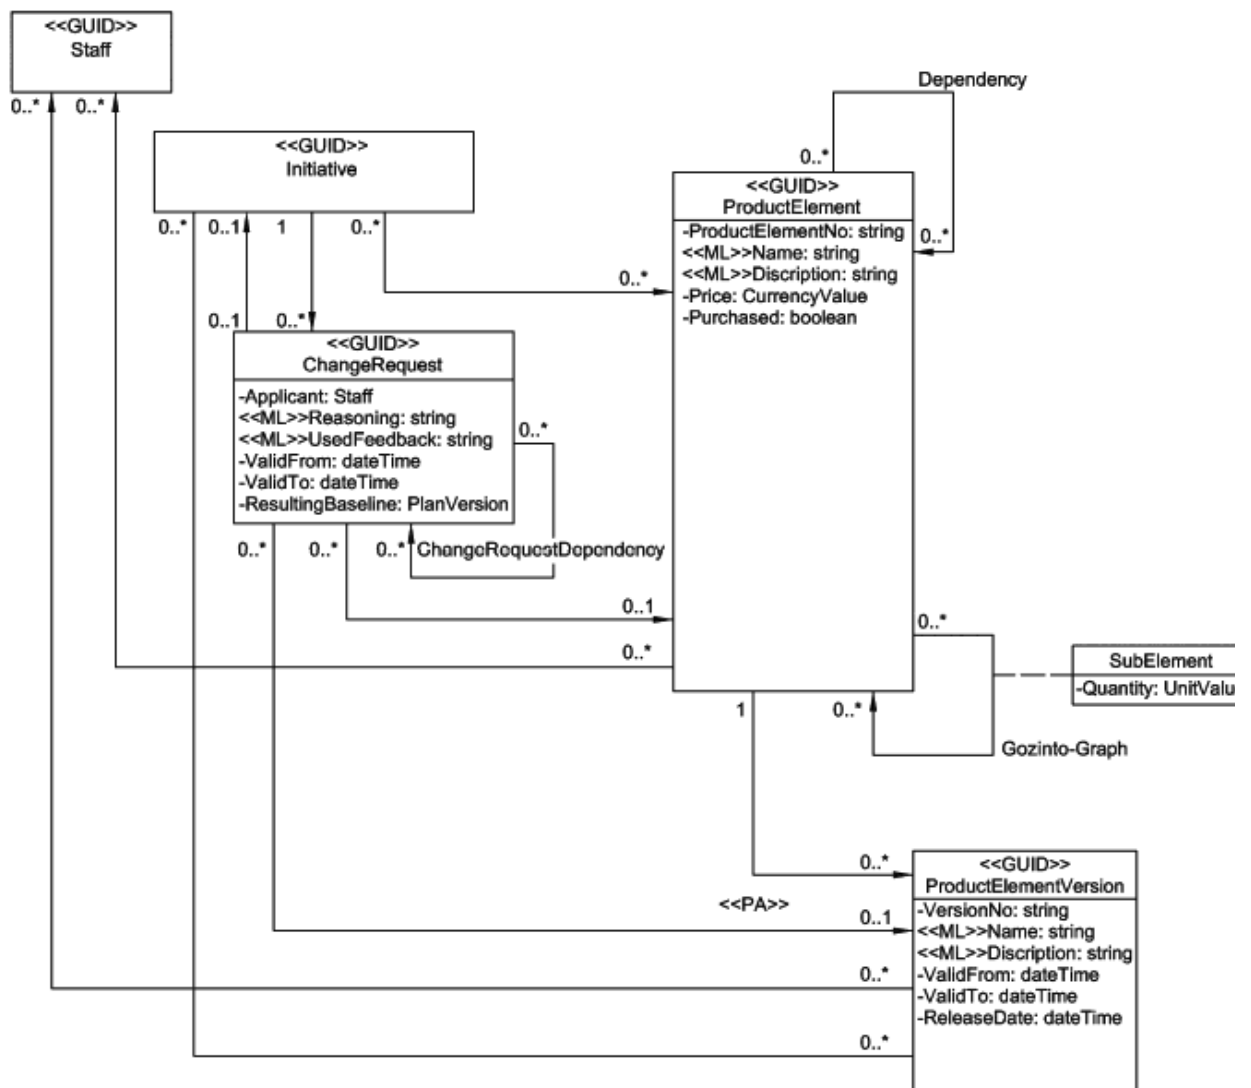 <<GUID>>
Staff
0..*
0..*
Dependency
<<GUID>>
Initiative
0..*
0..1
1
0..*
0..*
<<GUID>>
ProductElement
-ProductElementNo: string
<<ML>>Name: string
<<ML>>Discription: string
-Price: CurrencyValue
-Purchased: boolean
0..*
0..*
0..1
0..*
<<GUID>>
ChangeRequest
-Applicant: Staff
<<ML>>Reasoning: string
<<ML>>UsedFeedback: string
-ValidFrom: dateTime
-ValidTo: dateTime
-ResultingBaseline: PlanVersion
0..*
0..*
0..*
0..*
ChangeRequestDependency
0..1
0..*
0..*
SubElement
-Quantity: UnitValu
1
0..*
Gozinto-Graph
0..*
<<GUID>>
ProductElementVersion
-VersionNo: string
<<ML>>Name: string
<<ML>>Discription: string
-ValidFrom: dateTime
-ValidTo: dateTime
-ReleaseDate: dateTime
<<PA>>
0..1
0..*
0..*